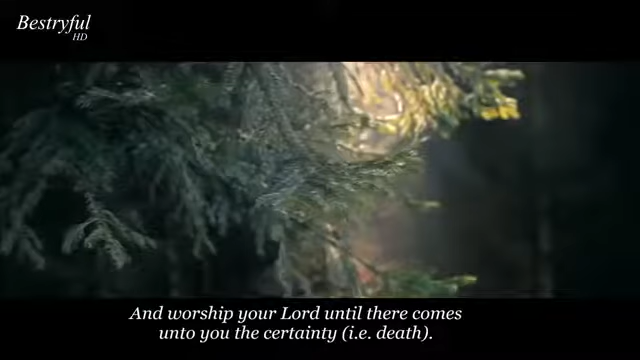 Bestryful
HD
And worship your Lord until there comes
unto you the certainty (i.e. death).